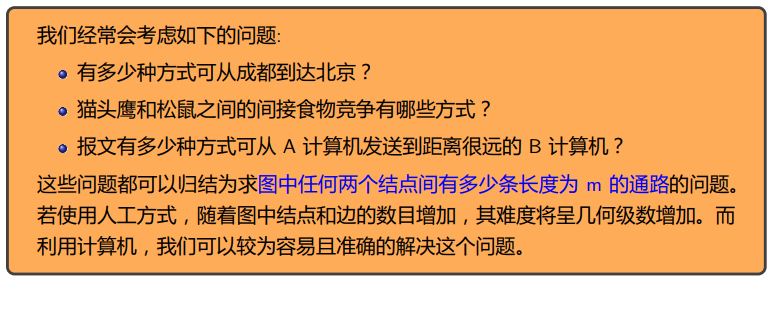 我们经常会考虑如下的问题:
有多少种方式可从成都到达北京？
猫头鹰和松鼠之间的间接食物竞争有哪些方式？
报文有多少种方式可从 A 计算机发送到距离很远的 B 计算机？
这些问题都可以归结为求图中任何两个结点间有多少条长度为 m 的通路的问题。
若使用人工方式，随着图中结点和边的数目增加，其难度将呈几何级数增加。而
利用计算机，我们可以较为容易且准确的解决这个问题。